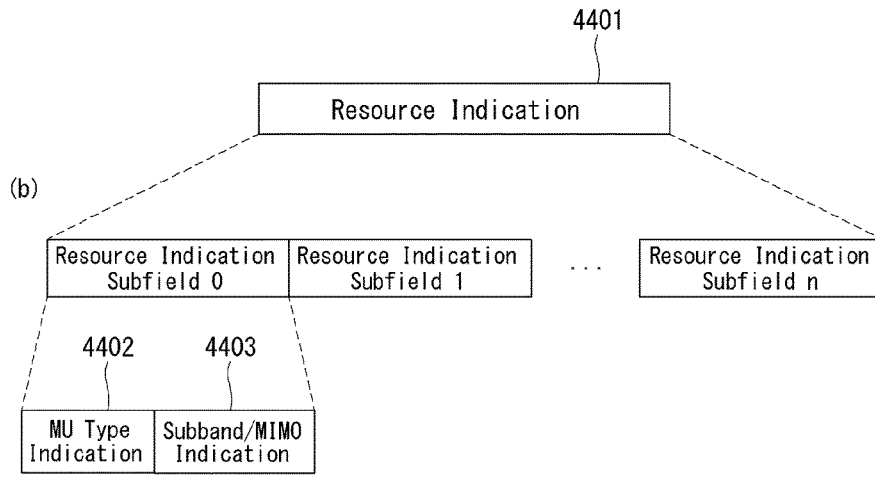 4401
Resource Indication
(b)
Resource Indication Subfield 0
Resource Indication Subfield 1
...
Resource Indication Subfield n
4402
4403
MU Type Indication
Subband/MIMO Indication